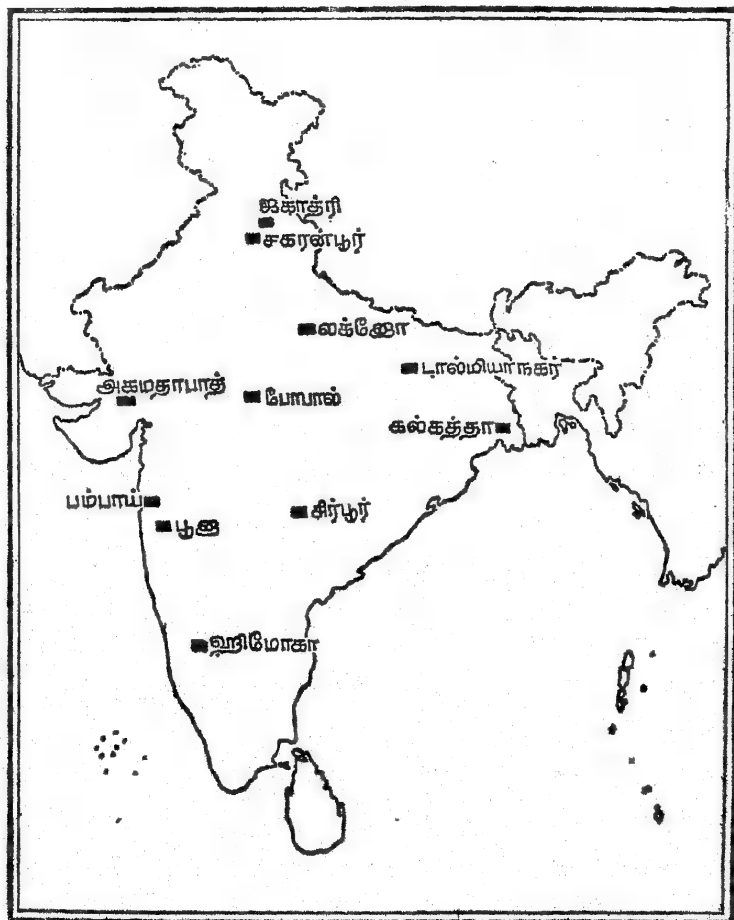 ஜகாத்ரி
சகரன்பூர்
லக்னோ
டால்மியாநகர்
அகமதாபாத்
போபால்
கல்கத்தா
பம்பாய்
சிர்பூர்
பூனா
ஹிமோகா